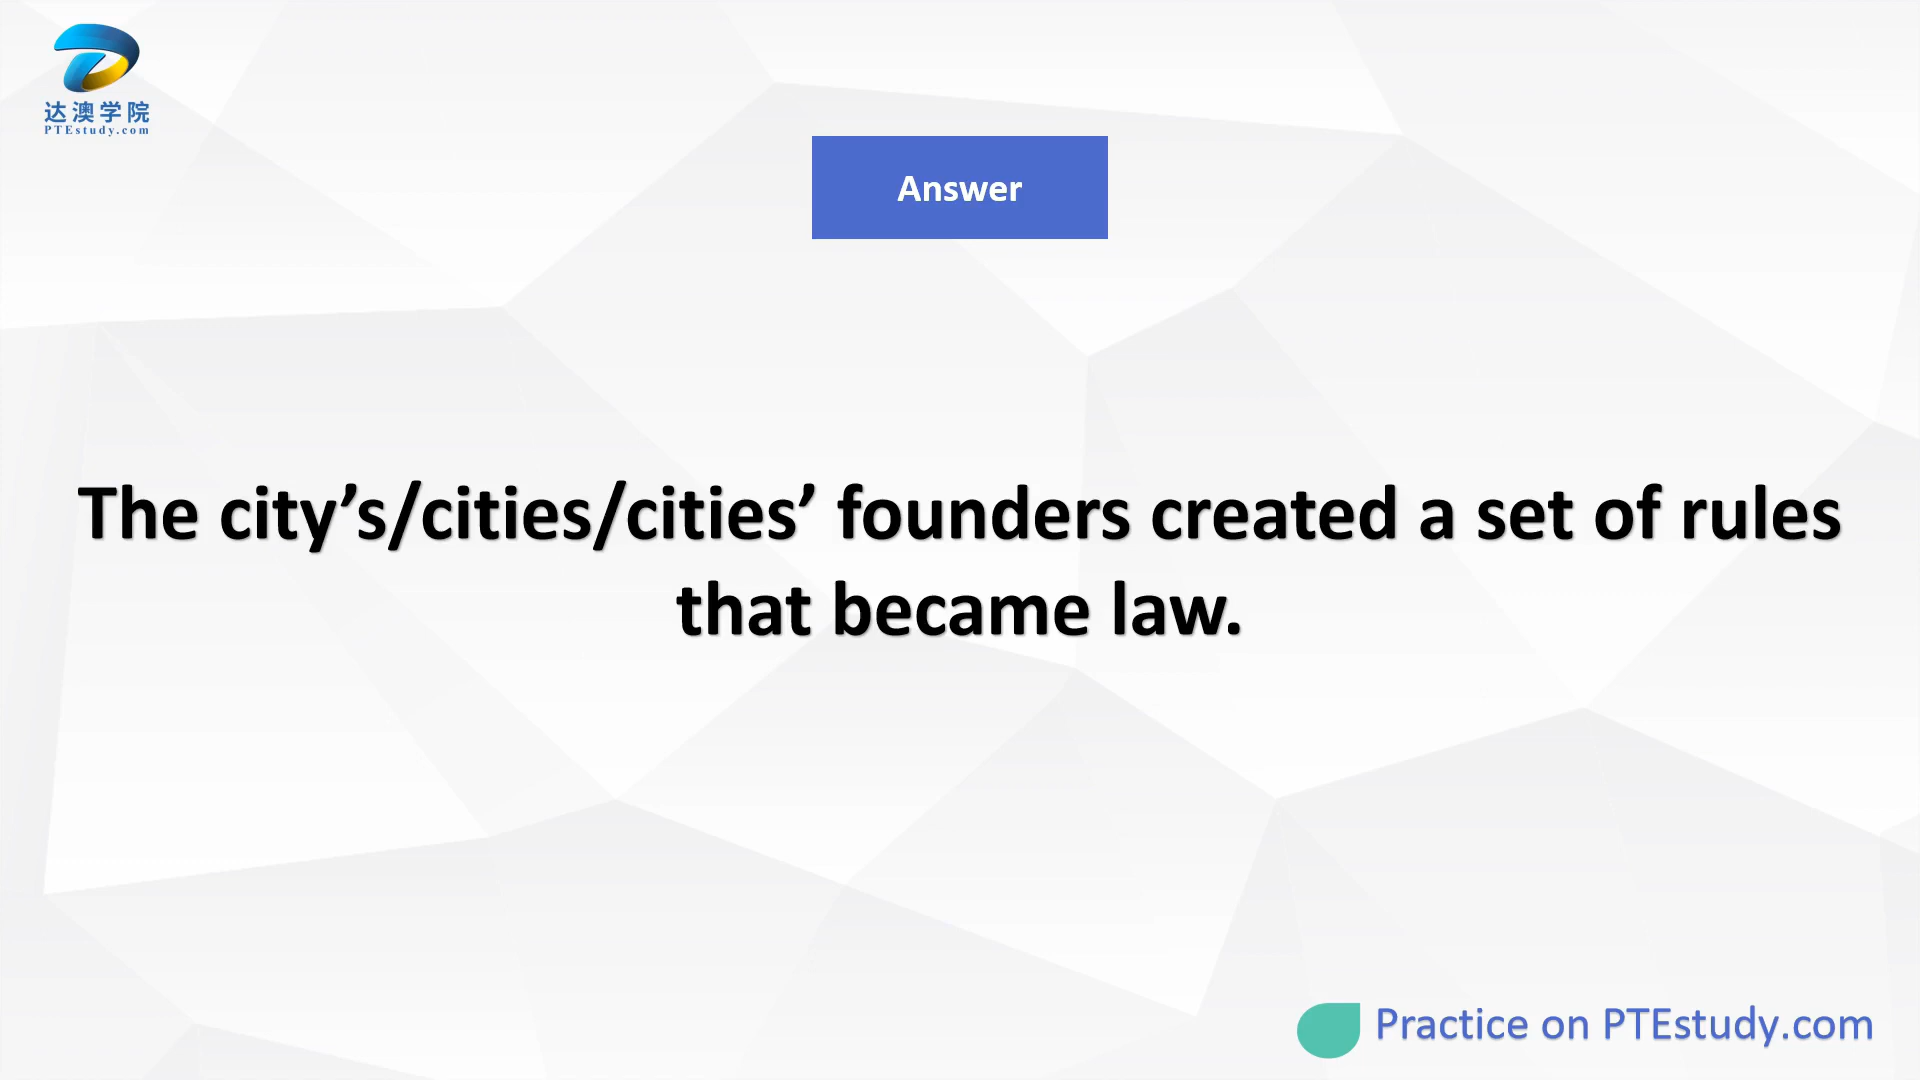 达澳学院
PTEstudy.com
Answer
The city’s/cities/cities’ founders created a set of rules
that became law.
Practice on PTEstudy.com